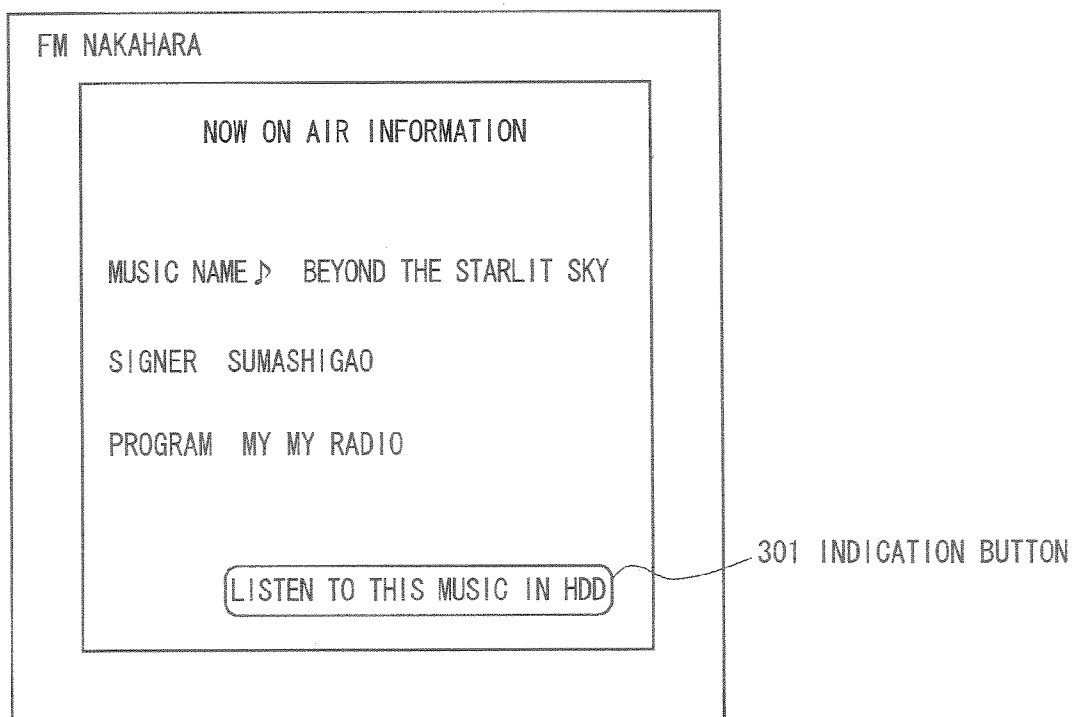 FM NAKAHARA
NOW ON AIR INFORMATION
MUSIC NAME♪ BEYOND THE STARLIT SKY
SIGNER SUMASHIGAO
PROGRAM MY MY RADIO
301 INDICATION BUTTON
LISTEN TO THIS MUSIC IN HDD